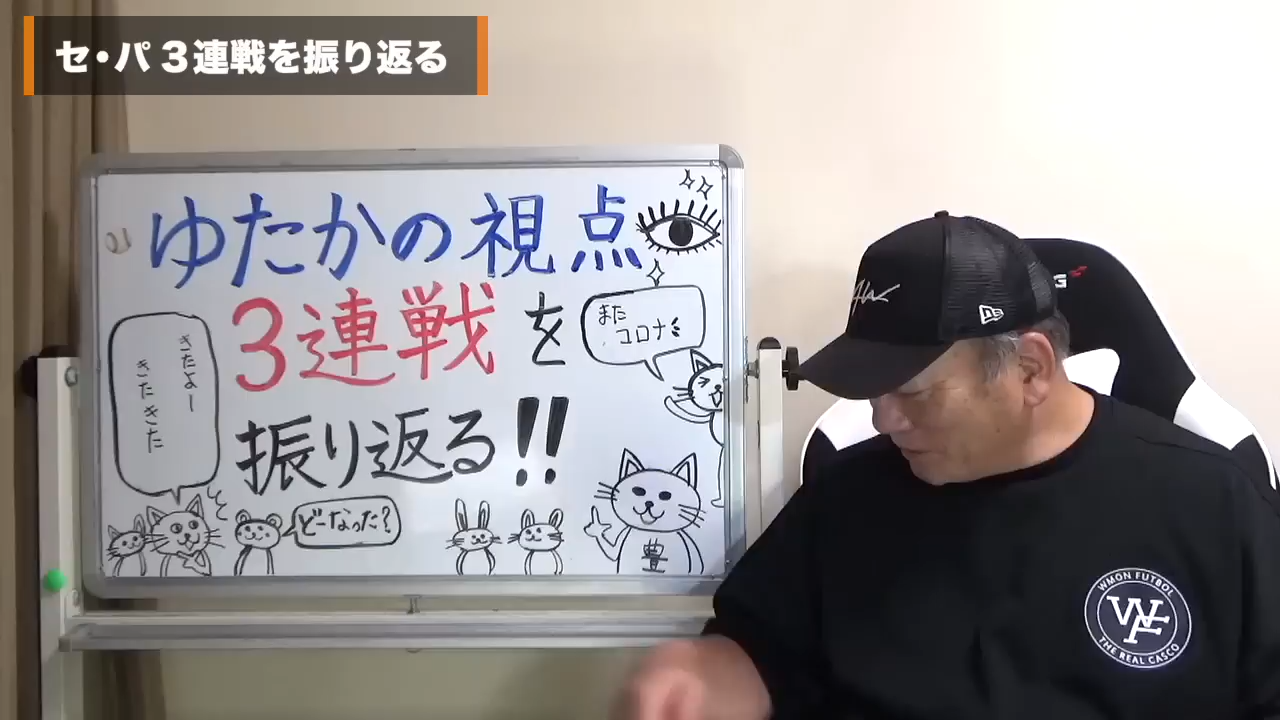 セ・パ３連戦を振り返る
ゆたかの視点
3連戦を
振り返る!!
また
コロナ
きたよー
きた きた
どーなった?
豊
WMON FUTBOL
WF
THE REAL CASCO